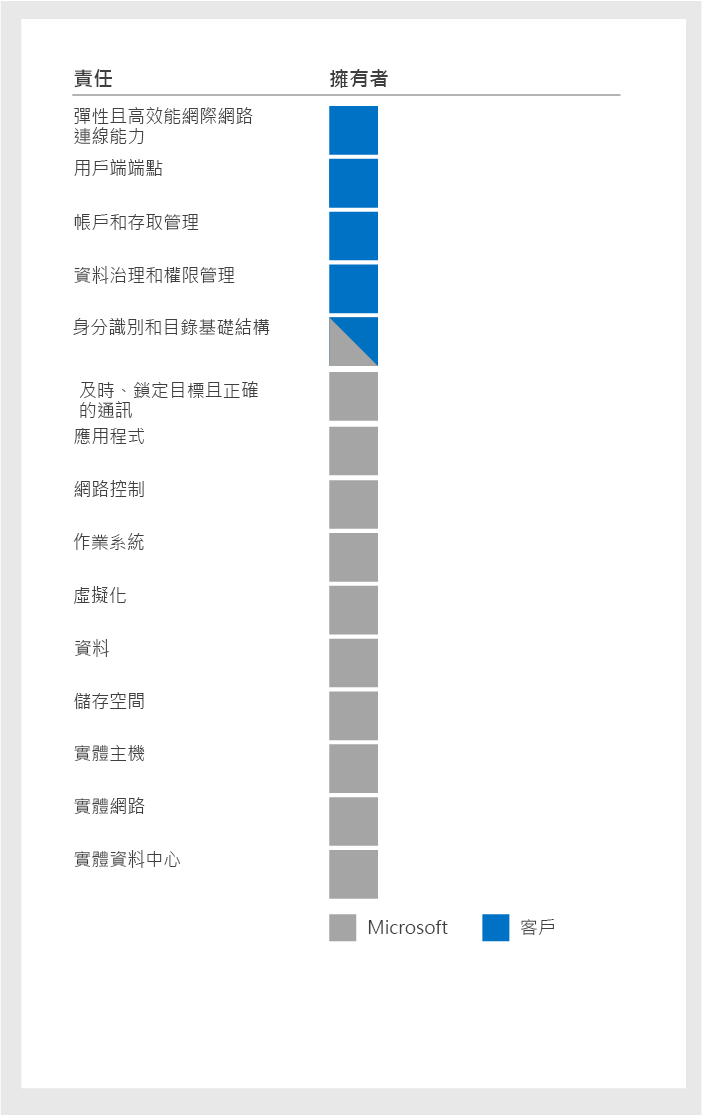 責任 擁有者
彈性且高效能網際網路
連線能力
用戶端端點
帳戶和存取管理
資料治理和權限管理
身分識別和目錄基礎結構
及時、鎖定目標且正確
的通訊
應用程式
網路控制
作業系統
虛擬化
資料
儲存空間
實體主機
實體網路
實體資料中心
Microsoft 客戶